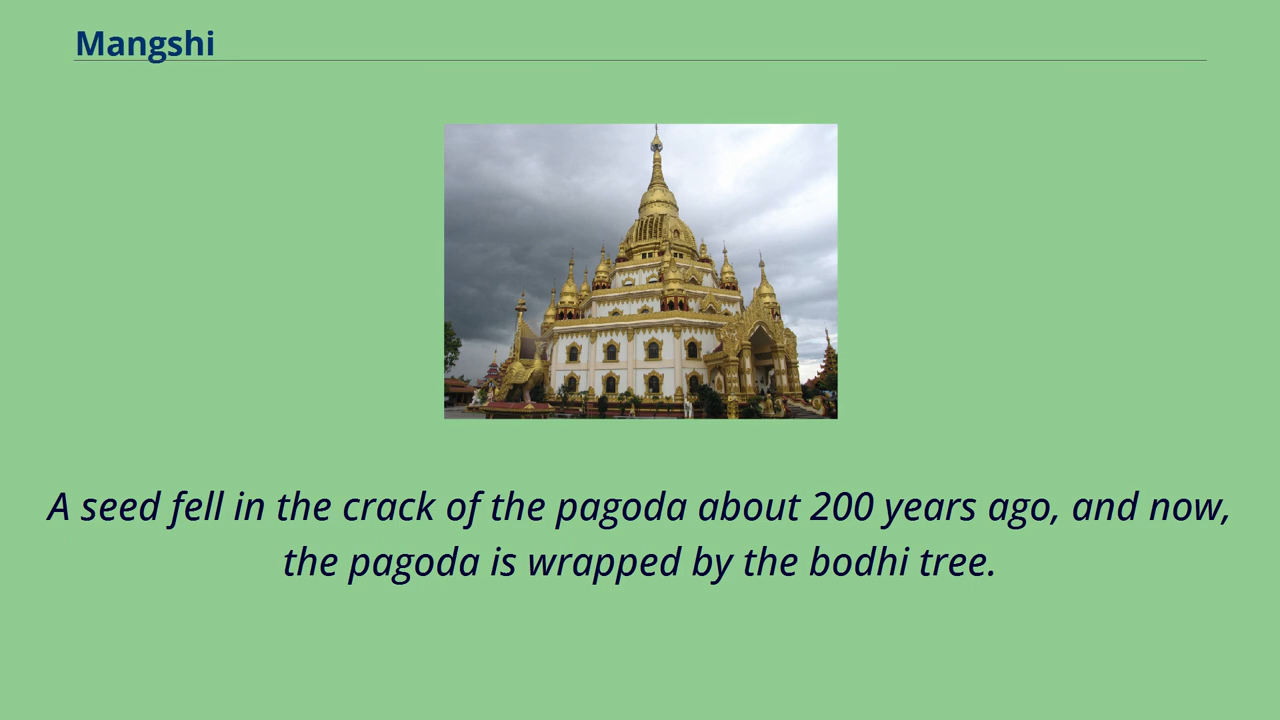 Mangshi
A seed fell in the crack of the pagoda about 200 years ago, and now,
the pagoda is wrapped by the bodhi tree.